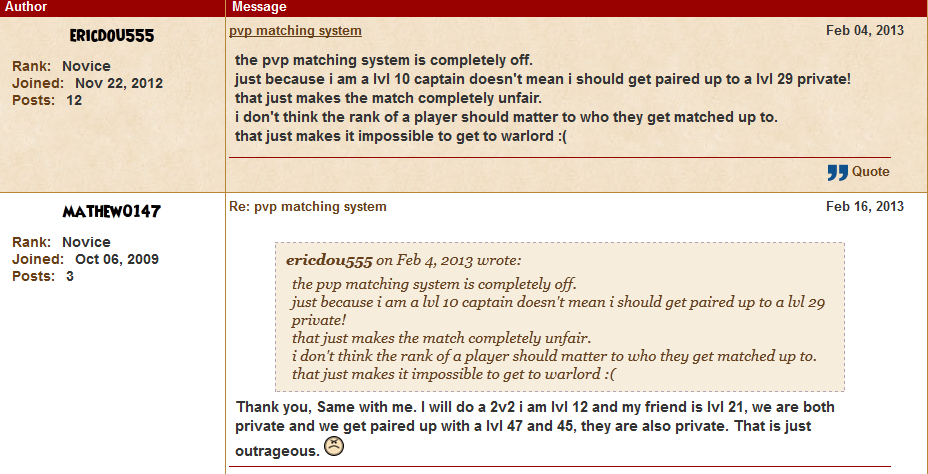 Author Message
ericdou555
pvp matching system Feb 04, 2013
Rank: Novice
Joined: Nov 22, 2012
Posts: 12
the pvp matching system is completely off.
just because i am a lvl 10 captain doesn't mean i should get paired up to a lvl 29 private!
that just makes the match completely unfair.
i don't think the rank of a player should matter to who they get matched up to.
that just makes it impossible to get to warlord :(
Quote
mathew0147
Re: pvp matching system Feb 16, 2013
Rank: Novice
Joined: Oct 06, 2009
Posts: 3
ericdou555 on Feb 4, 2013 wrote:
the pvp matching system is completely off.
just because i am a lvl 10 captain doesn't mean i should get paired up to a lvl 29
private!
that just makes the match completely unfair.
i don't think the rank of a player should matter to who they get matched up to.
that just makes it impossible to get to warlord :(
Thank you, Same with me. I will do a 2v2 i am lvl 12 and my friend is lvl 21, we are both
private and we get paired up with a lvl 47 and 45, they are also private. That is just
outrageous.